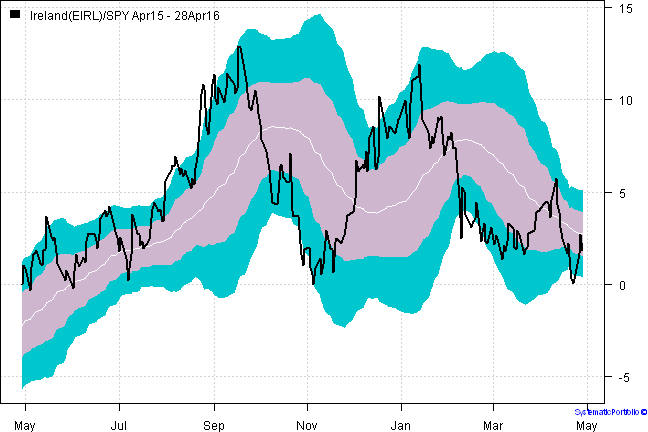 Ireland(EIRL)/SPY Apr15 - 28Apr16
15
10
5
0
-5
SystematicPortfolio ©
May Jul Sep Nov Jan Mar May